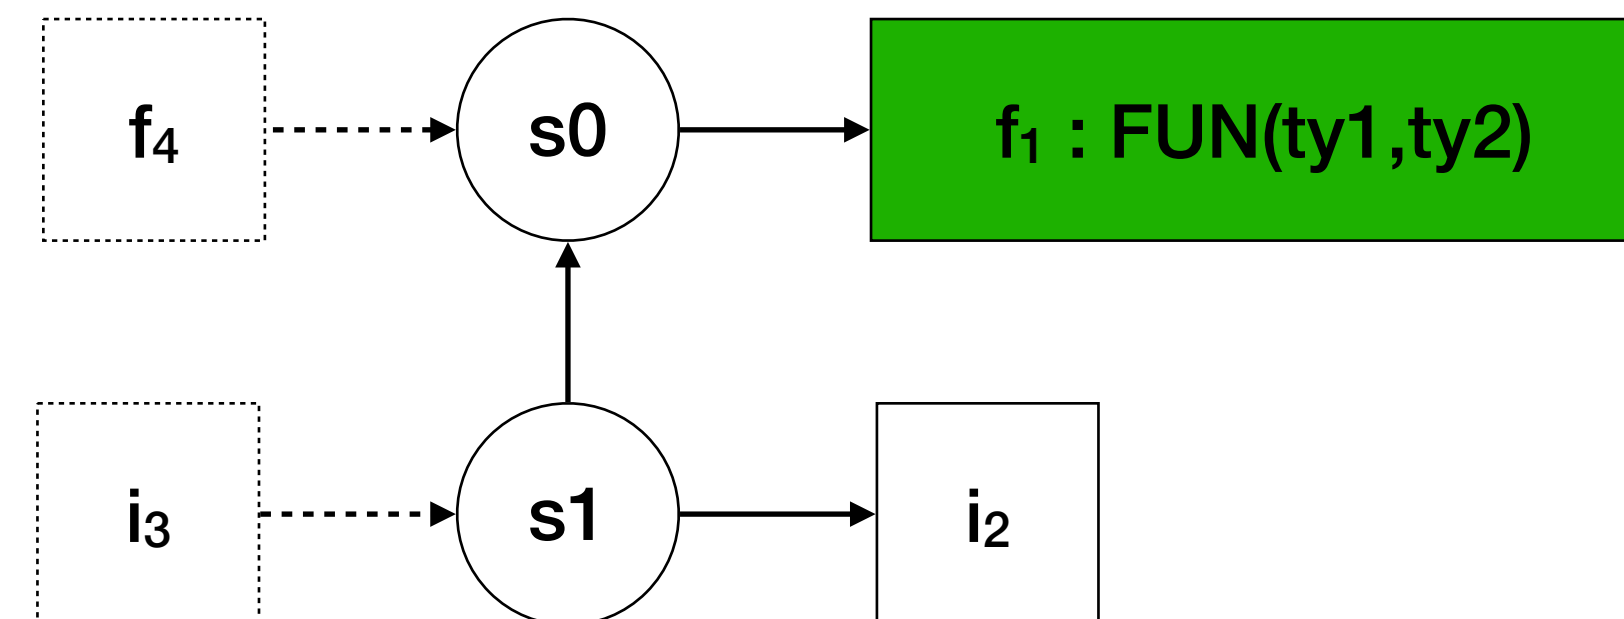 f₄
s0
f₁ : FUN(ty1,ty2)
i₃
s1
i₂